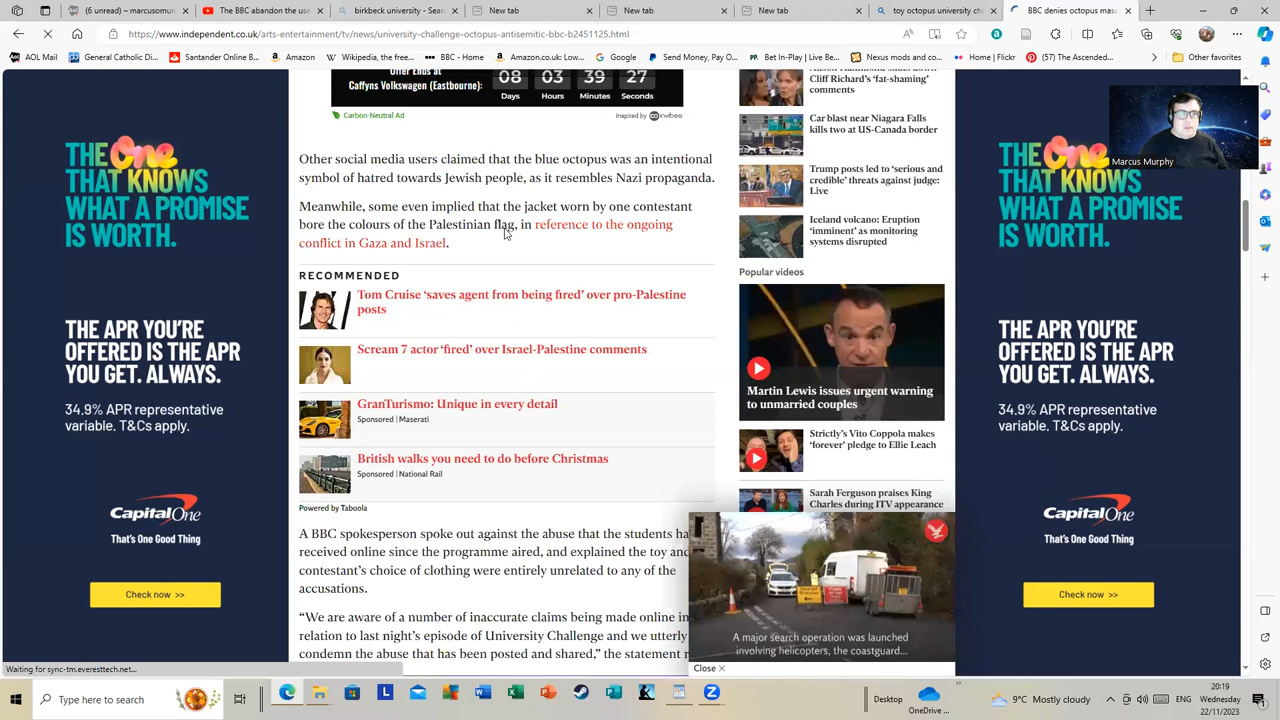 (6 unread) - marcusmur
BBC denies octopus mas
https://www.independent.co.uk/arts-entertainment/tv/news/university-challenge-octopus-antisemitic-bbc-b2451125.html
AOL Mail
General Catholic Di...
Santander Online B...
Amazon
Wikipedia, the free...
BBC - Home
Amazon.co.uk: Low...
Google
Send Money, Pay O...
Bet In-Play | Live Be...
Nexus mods and co...
Home | Flickr
(57) The Ascended...
Other favorites
Offer Ends at
Caffyns Volkswagen (Eastbourne):
08 03 39 27
Days Hours Minutes Seconds
Carbon-Neutral Ad
Inspired by invibes
Other social media users claimed that the blue octopus was an intentional
symbol of hatred towards Jewish people, as it resembles Nazi propaganda.
Meanwhile, some even implied that the jacket worn by one contestant
bore the colours of the Palestinian flag, in reference to the ongoing
conflict in Gaza and Israel.
RECOMMENDED
Tom Cruise ‘saves agent from being fired’ over pro-Palestine
posts
Scream 7 actor ‘fired’ over Israel-Palestine comments
GranTurismo: Unique in every detail
Sponsored | Maserati
British walks you need to do before Christmas
Sponsored | National Rail
Powered by Taboola
A BBC spokesperson spoke out against the abuse that the students ha
received online since the programme aired, and explained the toy and
contestant’s choice of clothing were entirely unrelated to any of the
accusations.
“We are aware of a number of inaccurate claims being made online in
relation to last night’s episode of University Challenge and we utterly
condemn the abuse that has been posted and shared,” the statement r
Cliff Richard’s ‘fat-shaming’
comments
Car blast near Niagara Falls
kills two at US-Canada border
Trump posts led to ‘serious and
credible’ threats against judge:
Live
Iceland volcano: Eruption
‘imminent’ as monitoring
systems disrupted
Popular videos
Martin Lewis issues urgent warning
to unmarried couples
Strictly’s Vito Coppola makes
‘forever’ pledge to Ellie Leach
Sarah Ferguson praises King
Charles during ITV appearance
A major search operation was launched
involving helicopters, the coastguard...
Close
Marcus Murphy
THE One
THAT KNOWS
WHAT A PROMISE
IS WORTH.
THE APR YOU’RE
OFFERED IS THE APR
YOU GET. ALWAYS.
34.9% APR representative
variable. T&Cs apply.
Capital One
That’s One Good Thing
Check now >>
THE One
THAT KNOWS
WHAT A PROMISE
IS WORTH.
THE APR YOU’RE
OFFERED IS THE APR
YOU GET. ALWAYS.
34.9% APR representative
variable. T&Cs apply.
Capital One
That’s One Good Thing
Check now >>
Waiting for sync-tm.everesttech.net...
Type here to search
Desktop
OneDrive
9°C Mostly cloudy
ENG
20:19
Wednesday
22/11/2023